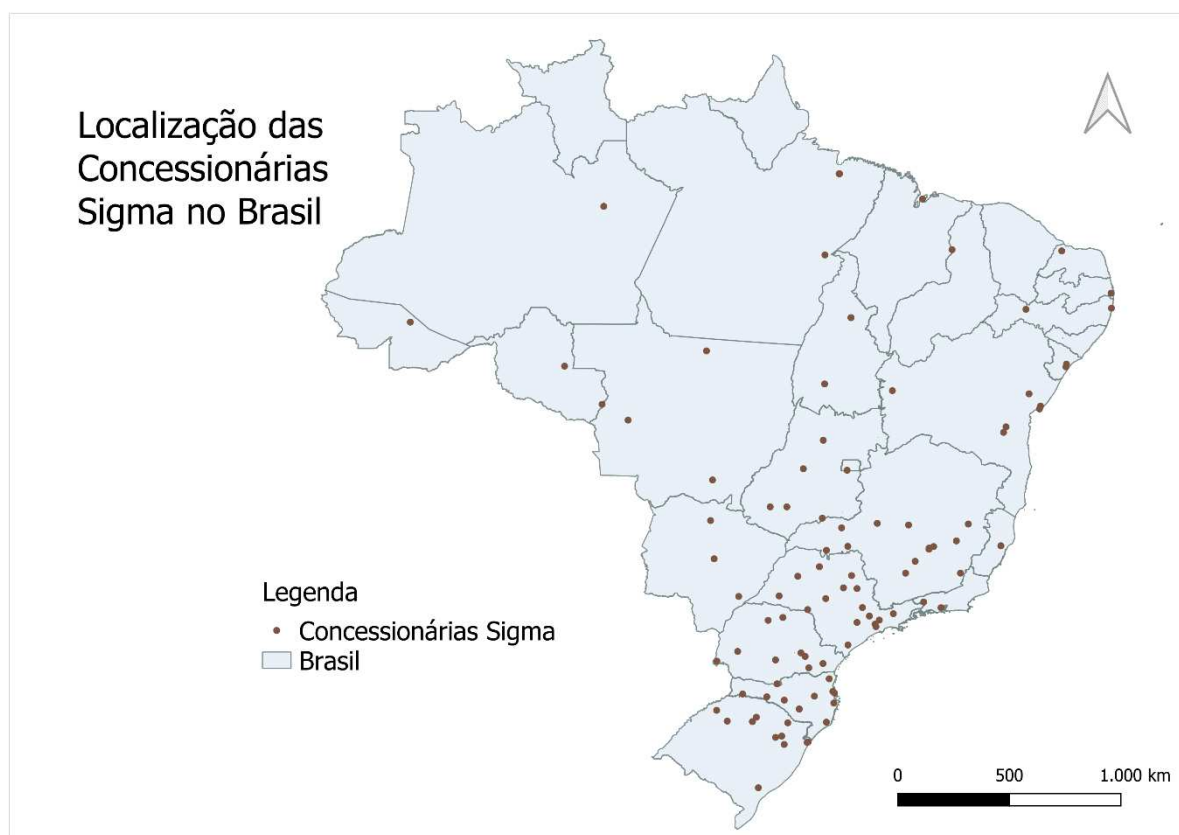 Localização das
Concessionárias
Sigma no Brasil
Legenda
Concessionárias Sigma
Brasil
0 500 1.000 km